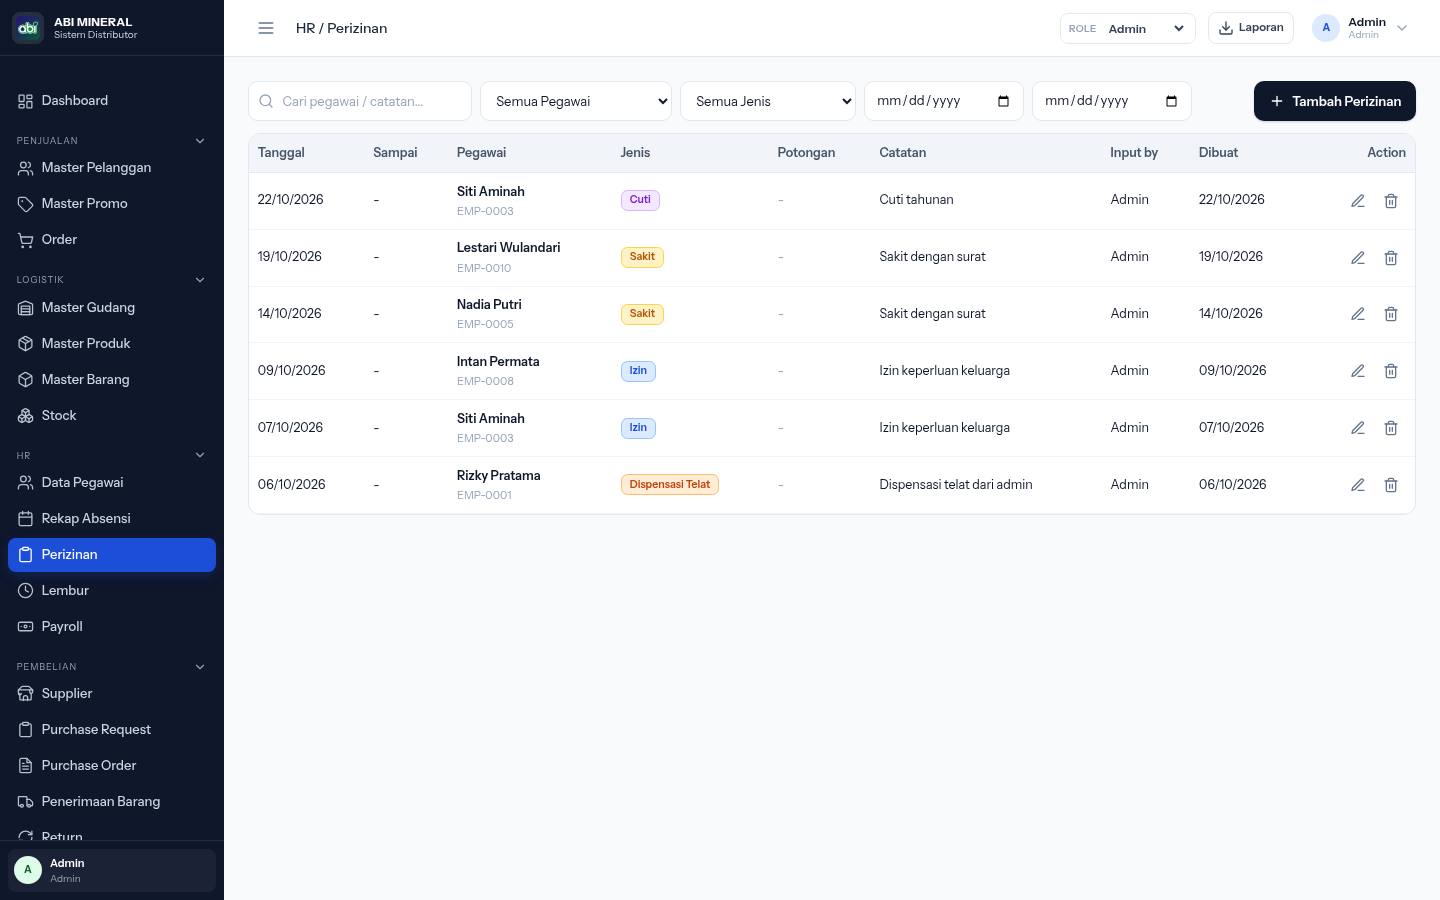 abi
ABI MINERAL
Sistem Distributor
HR / Perizinan
ROLE Admin
Laporan
A
Admin
Admin
Dashboard
PENJUALAN
Master Pelanggan
Master Promo
Order
LOGISTIK
Master Gudang
Master Produk
Master Barang
Stock
HR
Data Pegawai
Rekap Absensi
Perizinan
Lembur
Payroll
PEMBELIAN
Supplier
Purchase Request
Purchase Order
Penerimaan Barang
Return
A
Admin
Admin
Cari pegawai / catatan...
Semua Pegawai
Semua Jenis
mm/dd/yyyy
mm/dd/yyyy
Tambah Perizinan
Tanggal Sampai Pegawai Jenis Potongan Catatan Input by Dibuat Action
22/10/2026 - Siti Aminah Cuti - Cuti tahunan Admin 22/10/2026
EMP-0003
19/10/2026 - Lestari Wulandari Sakit - Sakit dengan surat Admin 19/10/2026
EMP-0010
14/10/2026 - Nadia Putri Sakit - Sakit dengan surat Admin 14/10/2026
EMP-0005
09/10/2026 - Intan Permata Izin - Izin keperluan keluarga Admin 09/10/2026
EMP-0008
07/10/2026 - Siti Aminah Izin - Izin keperluan keluarga Admin 07/10/2026
EMP-0003
06/10/2026 - Rizky Pratama Dispensasi Telat - Dispensasi telat dari admin Admin 06/10/2026
EMP-0001